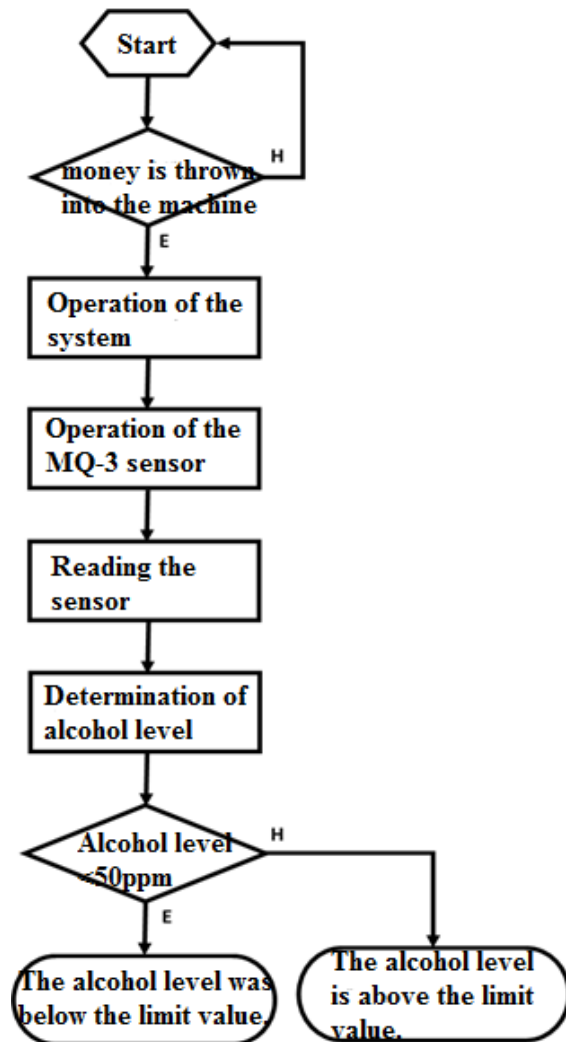 Start
H
money is thrown
into the machine
E
Operation of the
system
Operation of the
MQ-3 sensor
Reading the
sensor
Determination of
alcohol level
Alcohol level
<50ppm
H
E
The alcohol level was
below the limit value.
The alcohol level
is above the limit
value.